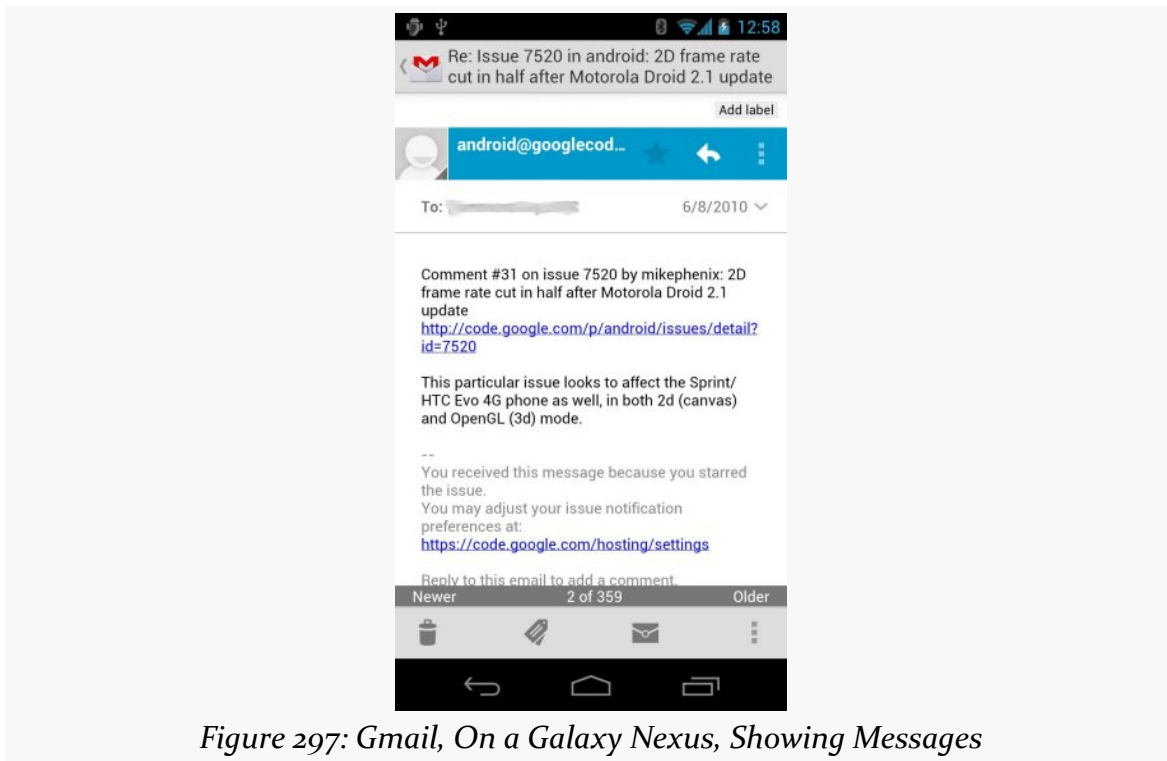 12:58
Re: Issue 7520 in android: 2D frame rate
cut in half after Motorola Droid 2.1 update
Add label
android@googlecod...
To:
6/8/2010
Comment #31 on issue 7520 by mikephenix: 2D
frame rate cut in half after Motorola Droid 2.1
update
http://code.google.com/p/android/issues/detail?
id=7520
This particular issue looks to affect the Sprint/
HTC Evo 4G phone as well, in both 2d (canvas)
and OpenGL (3d) mode.
--
You received this message because you starred
the issue.
You may adjust your issue notification
preferences at:
https://code.google.com/hosting/settings
Reply to this email to add a comment.
Newer 2 of 359 Older
Figure 297: Gmail, On a Galaxy Nexus, Showing Messages